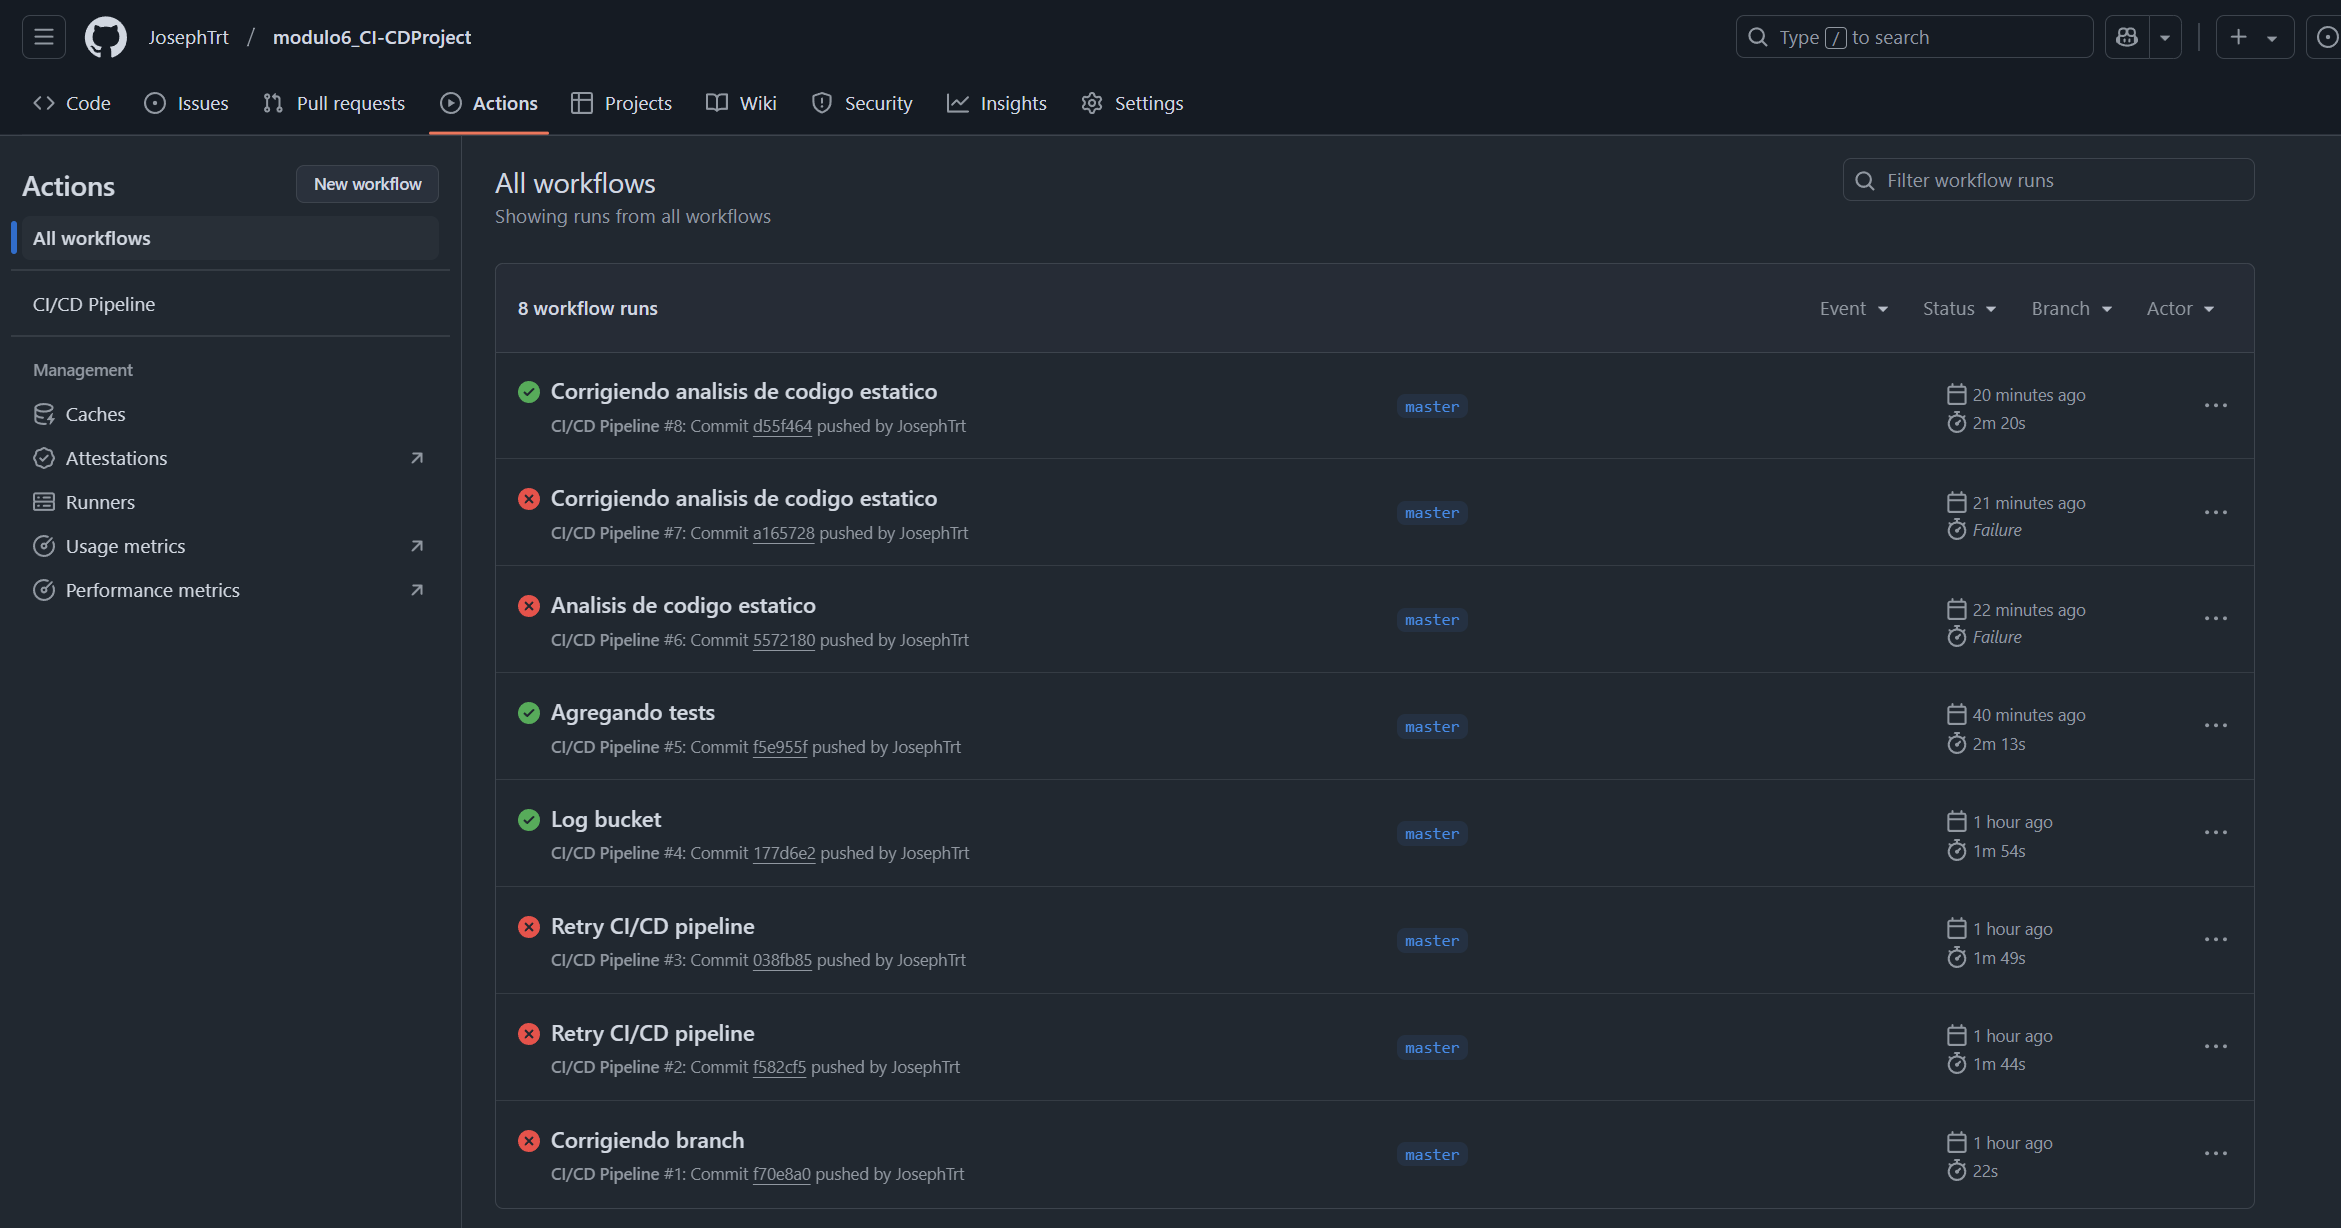 JosephTrt / modulo6_CI-CDProject
Type / to search
Code Issues Pull requests Actions Projects Wiki Security Insights Settings
Actions
New workflow
All workflows
CI/CD Pipeline
Management
Caches
Attestations
Runners
Usage metrics
Performance metrics
All workflows
Showing runs from all workflows
Filter workflow runs
8 workflow runs
Event Status Branch Actor
Corrigiendo analisis de codigo estatico
CI/CD Pipeline #8: Commit d55f464 pushed by JosephTrt
master
20 minutes ago
2m 20s
Corrigiendo analisis de codigo estatico
CI/CD Pipeline #7: Commit a165728 pushed by JosephTrt
master
21 minutes ago
Failure
Analisis de codigo estatico
CI/CD Pipeline #6: Commit 5572180 pushed by JosephTrt
master
22 minutes ago
Failure
Agregando tests
CI/CD Pipeline #5: Commit f5e955f pushed by JosephTrt
master
40 minutes ago
2m 13s
Log bucket
CI/CD Pipeline #4: Commit 177d6e2 pushed by JosephTrt
master
1 hour ago
1m 54s
Retry CI/CD pipeline
CI/CD Pipeline #3: Commit 038fb85 pushed by JosephTrt
master
1 hour ago
1m 49s
Retry CI/CD pipeline
CI/CD Pipeline #2: Commit f582cf5 pushed by JosephTrt
master
1 hour ago
1m 44s
Corrigiendo branch
CI/CD Pipeline #1: Commit f70e8a0 pushed by JosephTrt
master
1 hour ago
22s